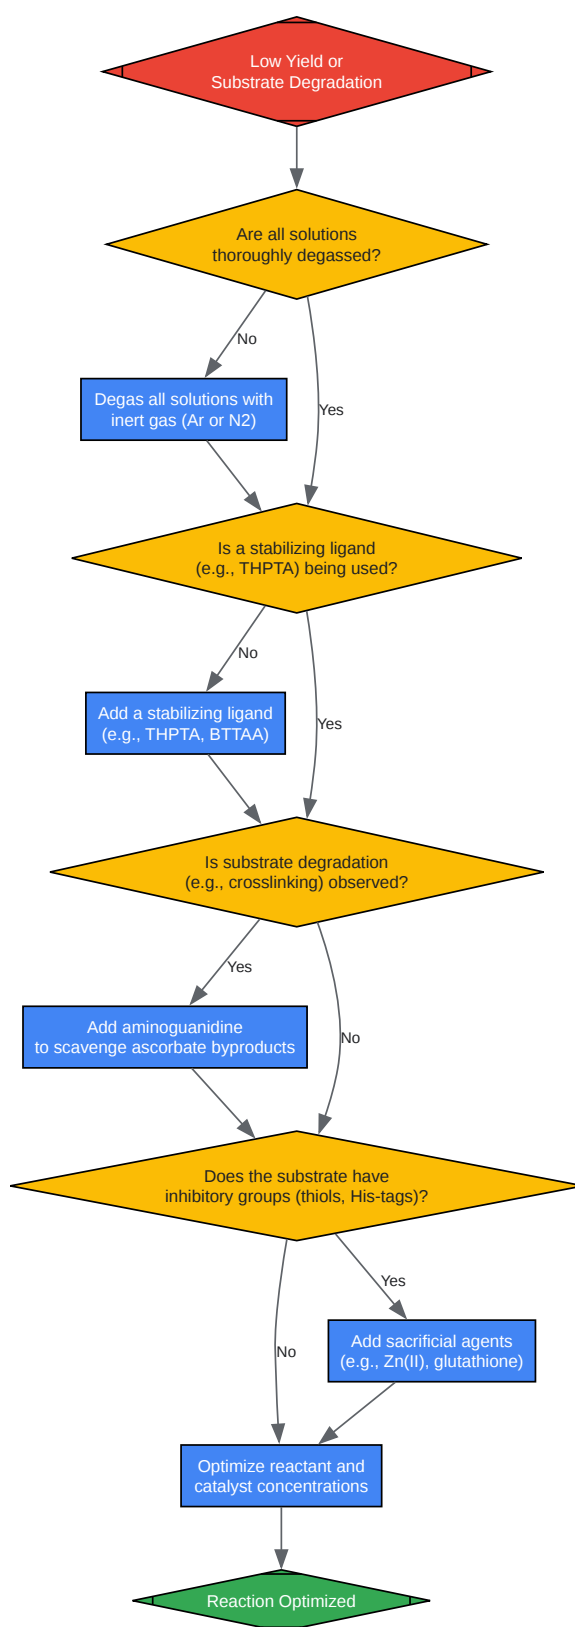 Low Yield or
Substrate Degradation
Are all solutions
thoroughly degassed?
No
Degas all solutions with
inert gas (Ar or N2)
Yes
Is a stabilizing ligand
(e.g., THPTA) being used?
No
Add a stabilizing ligand
(e.g., THPTA, BTTAA)
Yes
Is substrate degradation
(e.g., crosslinking) observed?
Yes
Add aminoguanidine
to scavenge ascorbate byproducts
No
Does the substrate have
inhibitory groups (thiols, His-tags)?
Yes
Add sacrificial agents
(e.g., Zn(II), glutathione)
No
Optimize reactant and
catalyst concentrations
Reaction Optimized